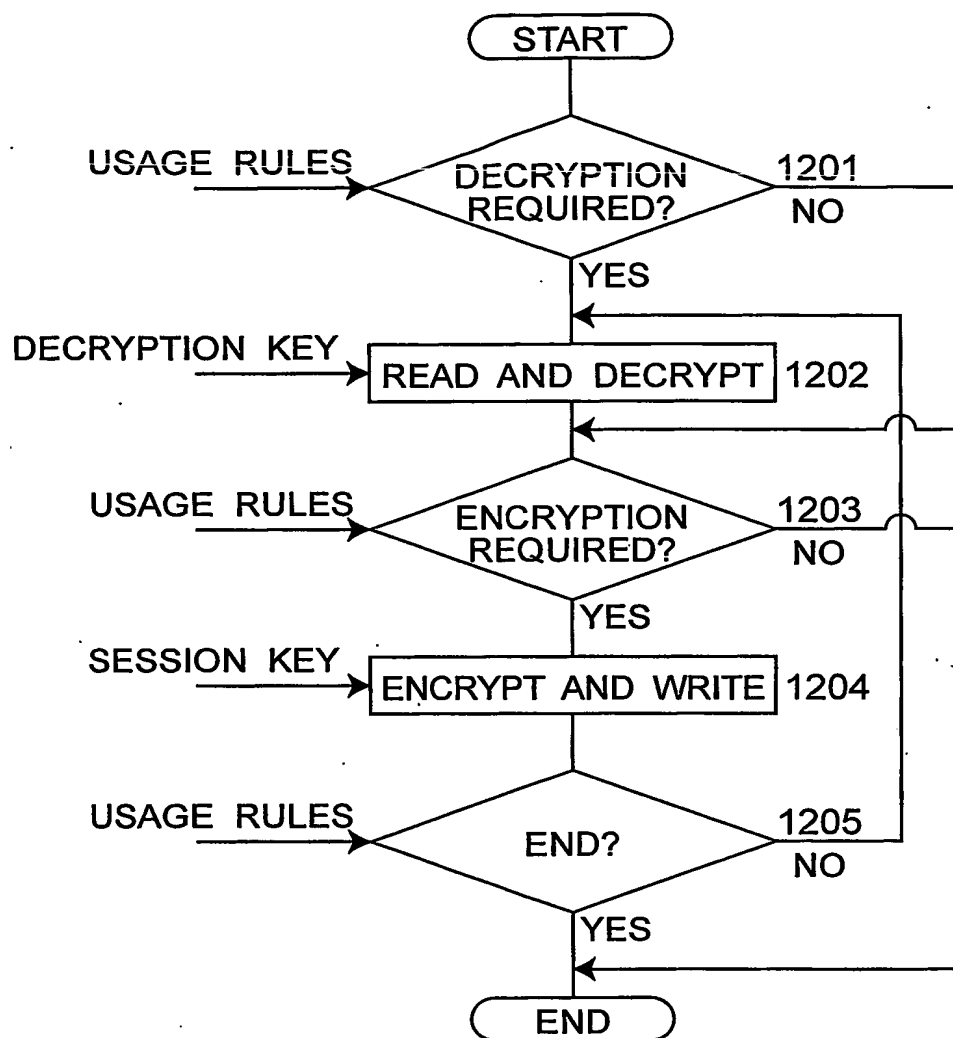 START
USAGE RULES
DECRYPTION
REQUIRED?
1201
NO
YES
DECRYPTION KEY
READ AND DECRYPT
1202
USAGE RULES
ENCRYPTION
REQUIRED?
1203
NO
YES
SESSION KEY
ENCRYPT AND WRITE
1204
USAGE RULES
END?
1205
NO
YES
END